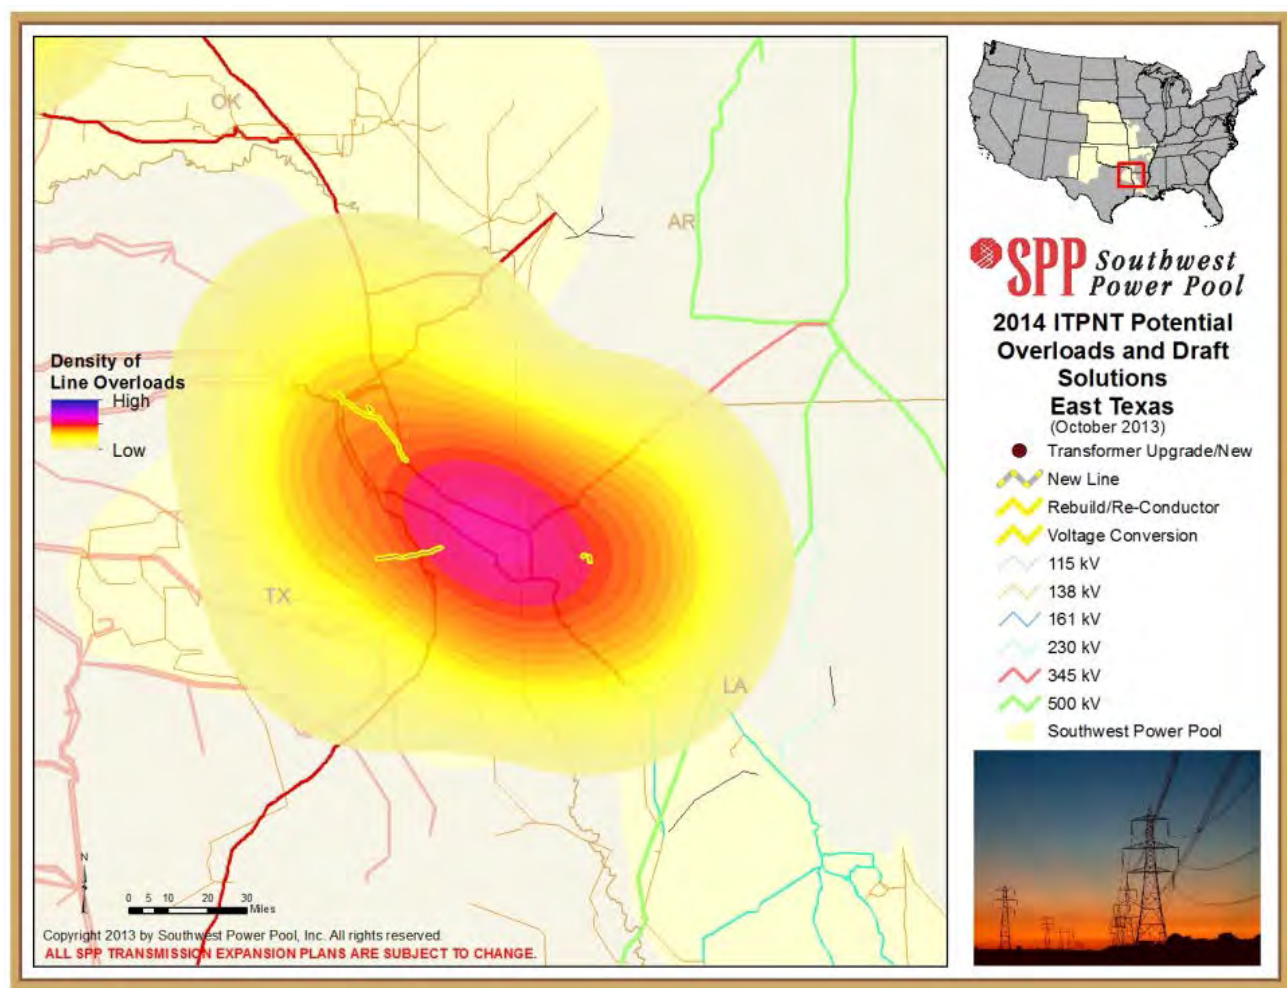 OK
AR
TX
LA
Density of
Line Overloads
High
Low
N
0 5 10 20 30
Miles
Copyright 2013 by Southwest Power Pool, Inc. All rights reserved.
ALL SPP TRANSMISSION EXPANSION PLANS ARE SUBJECT TO CHANGE.
SPP Southwest
Power Pool
2014 ITPNT Potential
Overloads and Draft
Solutions
East Texas
(October 2013)
Transformer Upgrade/New
New Line
Rebuild/Re-Conductor
Voltage Conversion
115 kV
138 kV
161 kV
230 kV
345 kV
500 kV
Southwest Power Pool